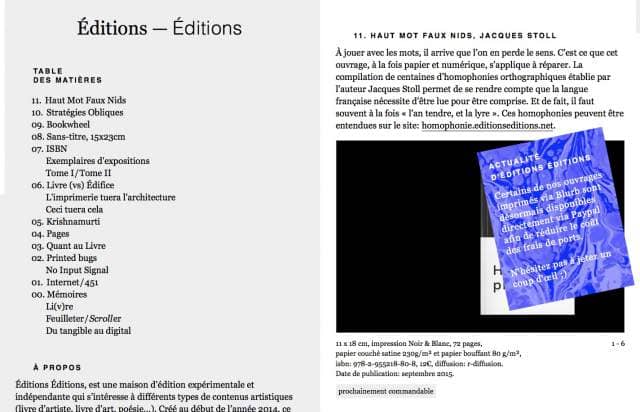 Éditions — Éditions
TABLE
DES MATIÈRES
11. Haut Mot Faux Nids
10. Stratégies Obliques
09. Bookwheel
08. Sans-titre, 15x23cm
07. ISBN
Exemplaires d'expositions
Tome I/Tome II
06. Livre (vs) Édifice
L'imprimerie tuera l'architecture
Ceci tuera cela
05. Krishnamurti
04. Pages
03. Quant au Livre
02. Printed bugs
No Input Signal
01. Internet/451
00. Mémoires
Li(v)re
Feuilleter/Scroller
Du tangible au digital
À PROPOS
Éditions Éditions, est une maison d'édition expérimentale et
indépendante qui s'intéresse à différents types de contenus artistiques
(livre d'artiste, livre d'art, poésie...). Créé au début de l'année 2014, ce
11. HAUT MOT FAUX NIDS, JACQUES STOLL
À jouer avec les mots, il arrive que l'on en perde le sens. C'est ce que cet
ouvrage, à la fois papier et numérique, s'applique à réparer. La
compilation de centaines d'homophonies orthographiques établie par
l'auteur Jacques Stoll permet de se rendre compte que la langue
française nécessite d'être lue pour être comprise. Et de fait, il faut
souvent à la fois « l'an tendre, et la lyre ». Ces homophonies peuvent être
entendues sur le site: homophonie.editionseditions.net.
ACTUALITÉ
D'ÉDITIONS ÉDITIONS
Certains de nos ouvrages
imprimés via Blurb sont
désormais disponibles
directement via Paypal
afin de réduire le coût
des frais de ports.
N'hésitez pas à jeter un
coup d'œil ;)
11 x 18 cm, impression Noir & Blanc, 72 pages,
papier couché satine 230g/m² et papier bouffant 80 g/m²,
isbn: 978-2-955218-80-8, 12€, diffusion: r-diffusion.
Date de publication: septembre 2015.
1 - 6
prochainement commandable